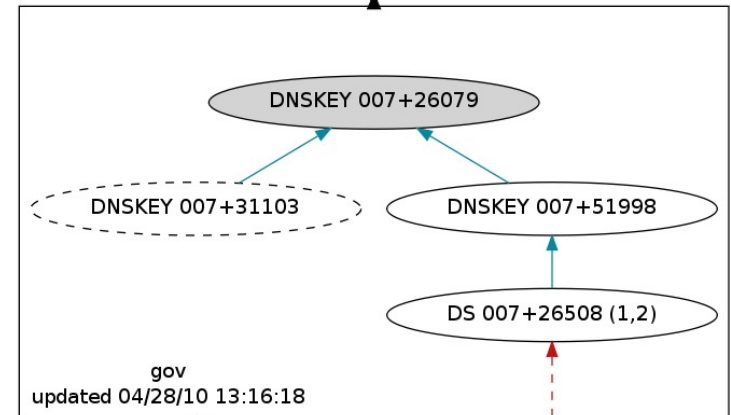 DNSKEY 007+26079
DNSKEY 007+31103
DNSKEY 007+51998
DS 007+26508 (1,2)
gov
updated 04/28/10 13:16:18